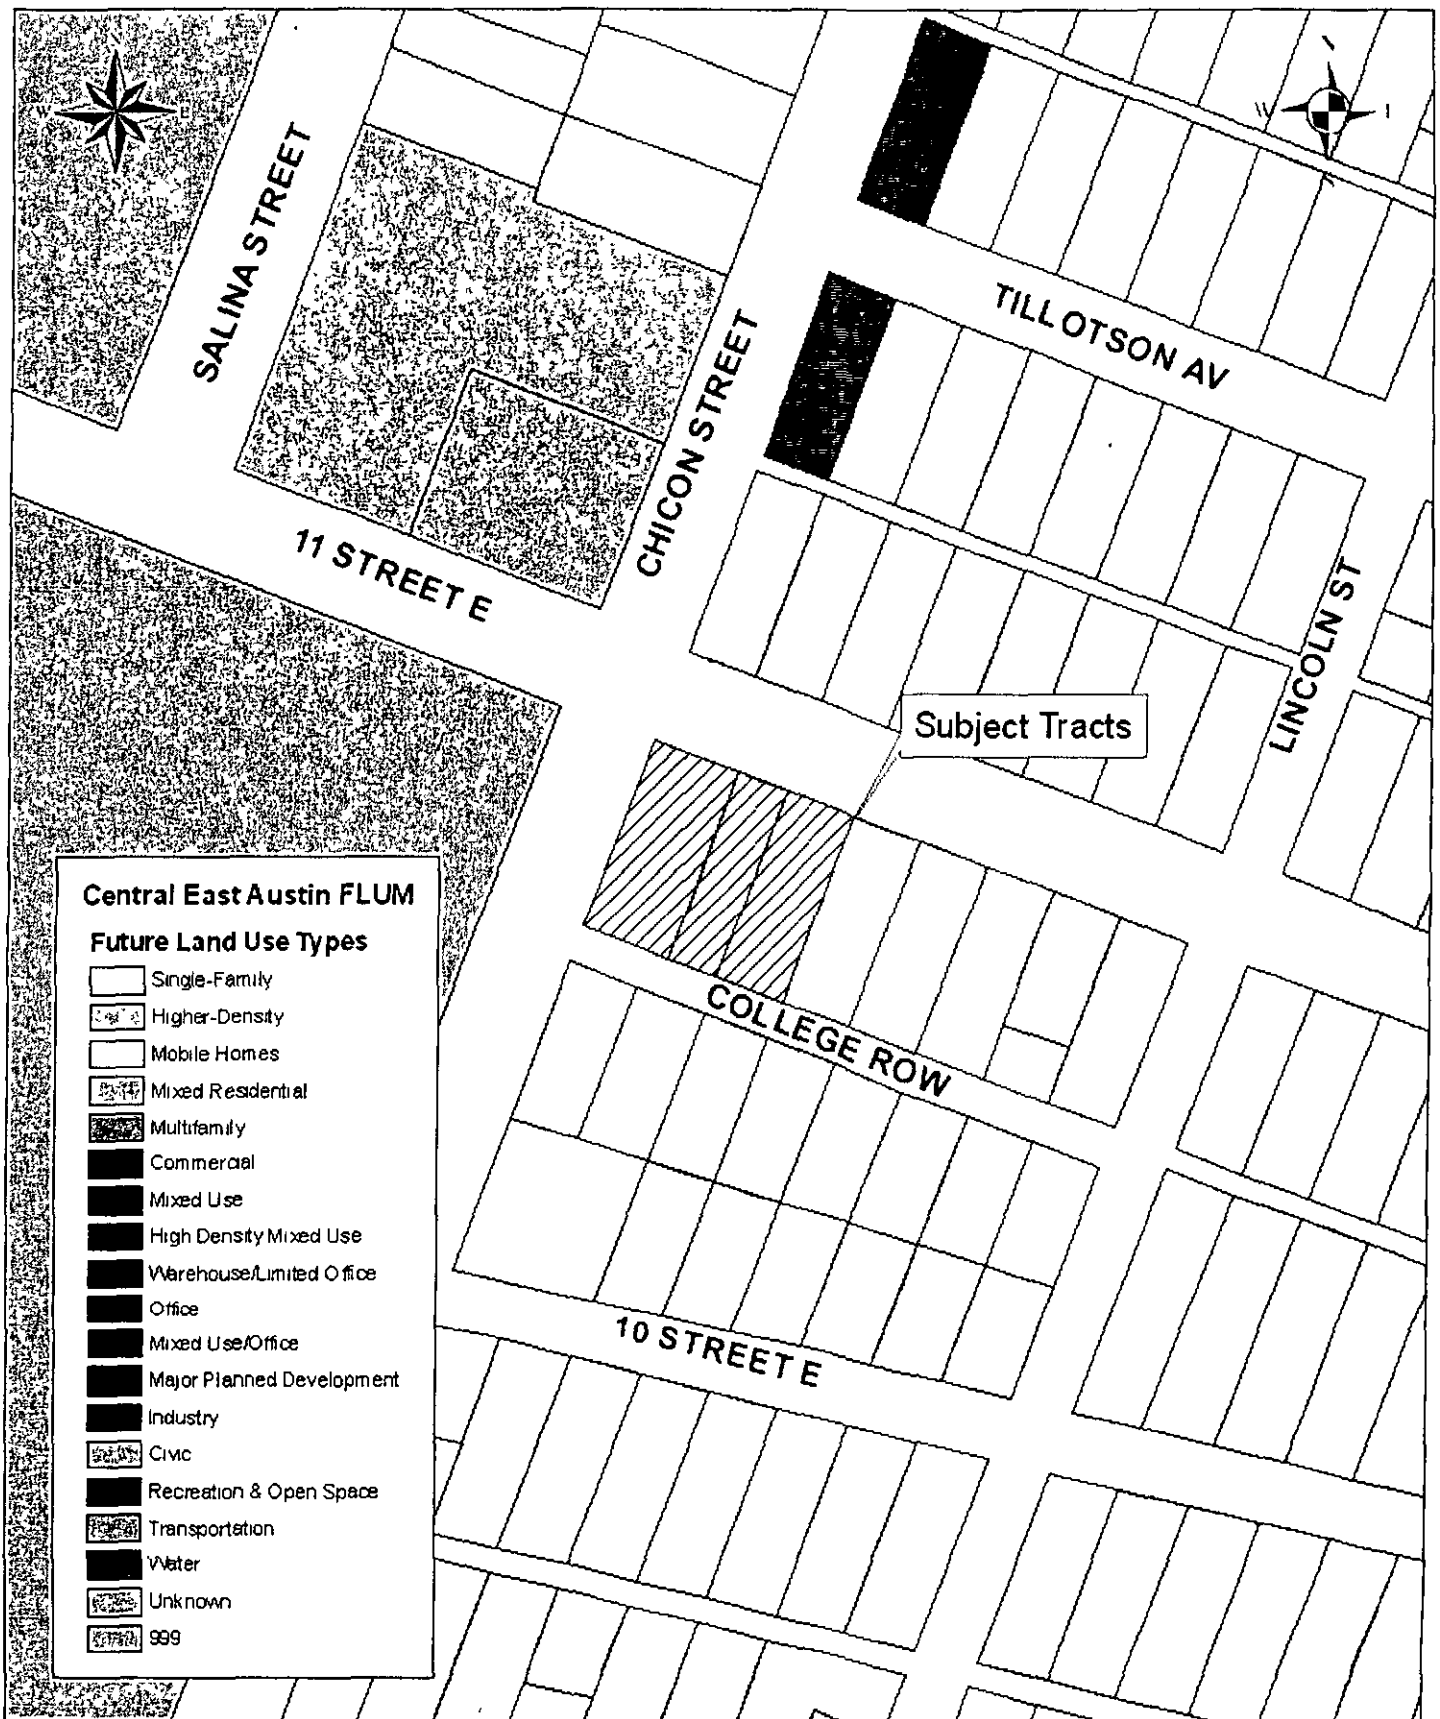 N
W
E
W
SALINA STREET
TILLOTSON AV
CHICON STREET
11 STREET E
LINCOLN ST
Subject Tracts
COLLEGE ROW
10 STREET E
Central East Austin FLUM
Future Land Use Types
Single-Family
Higher-Density
Mobile Homes
Mixed Residential
Multifamily
Commercial
Mixed Use
High Density Mixed Use
Warehouse/Limited Office
Office
Mixed Use/Office
Major Planned Development
Industry
Civic
Recreation & Open Space
Transportation
Water
Unknown
999